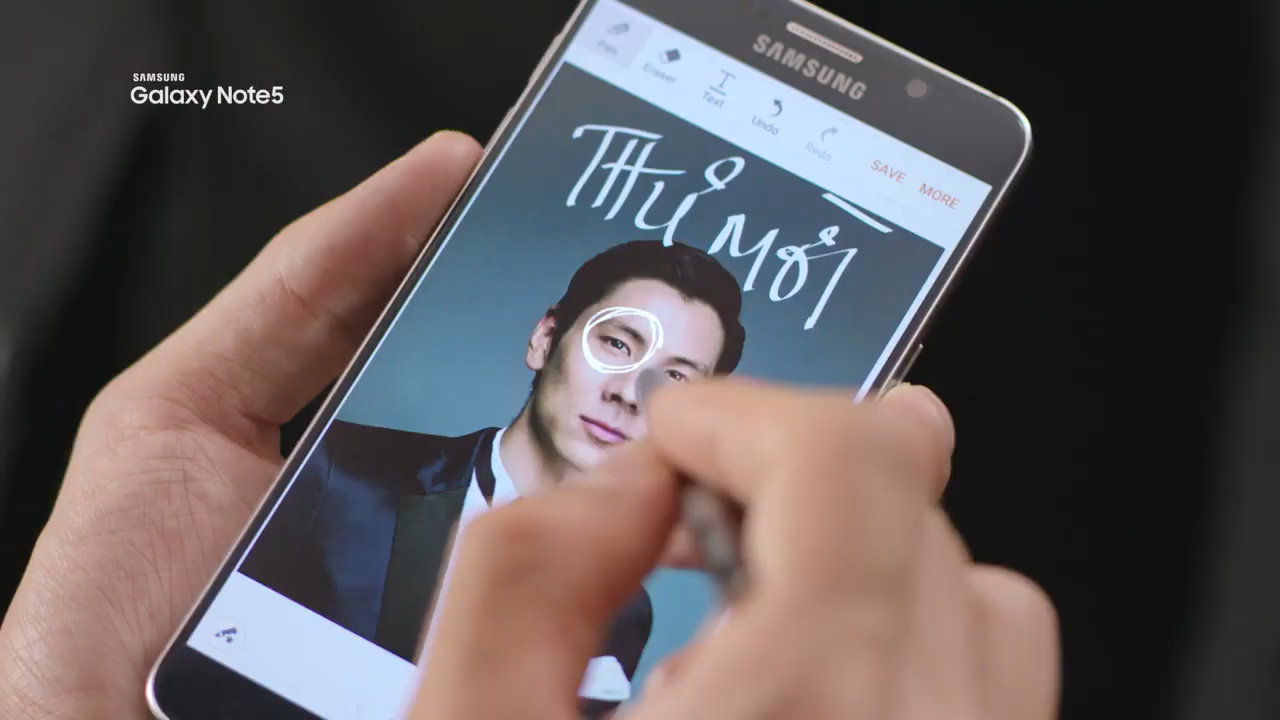 SAMSUNG
Galaxy Note5
SAMSUNG
Pen
Eraser
Text
Undo
Redo
SAVE MORE
THỬ MỚI